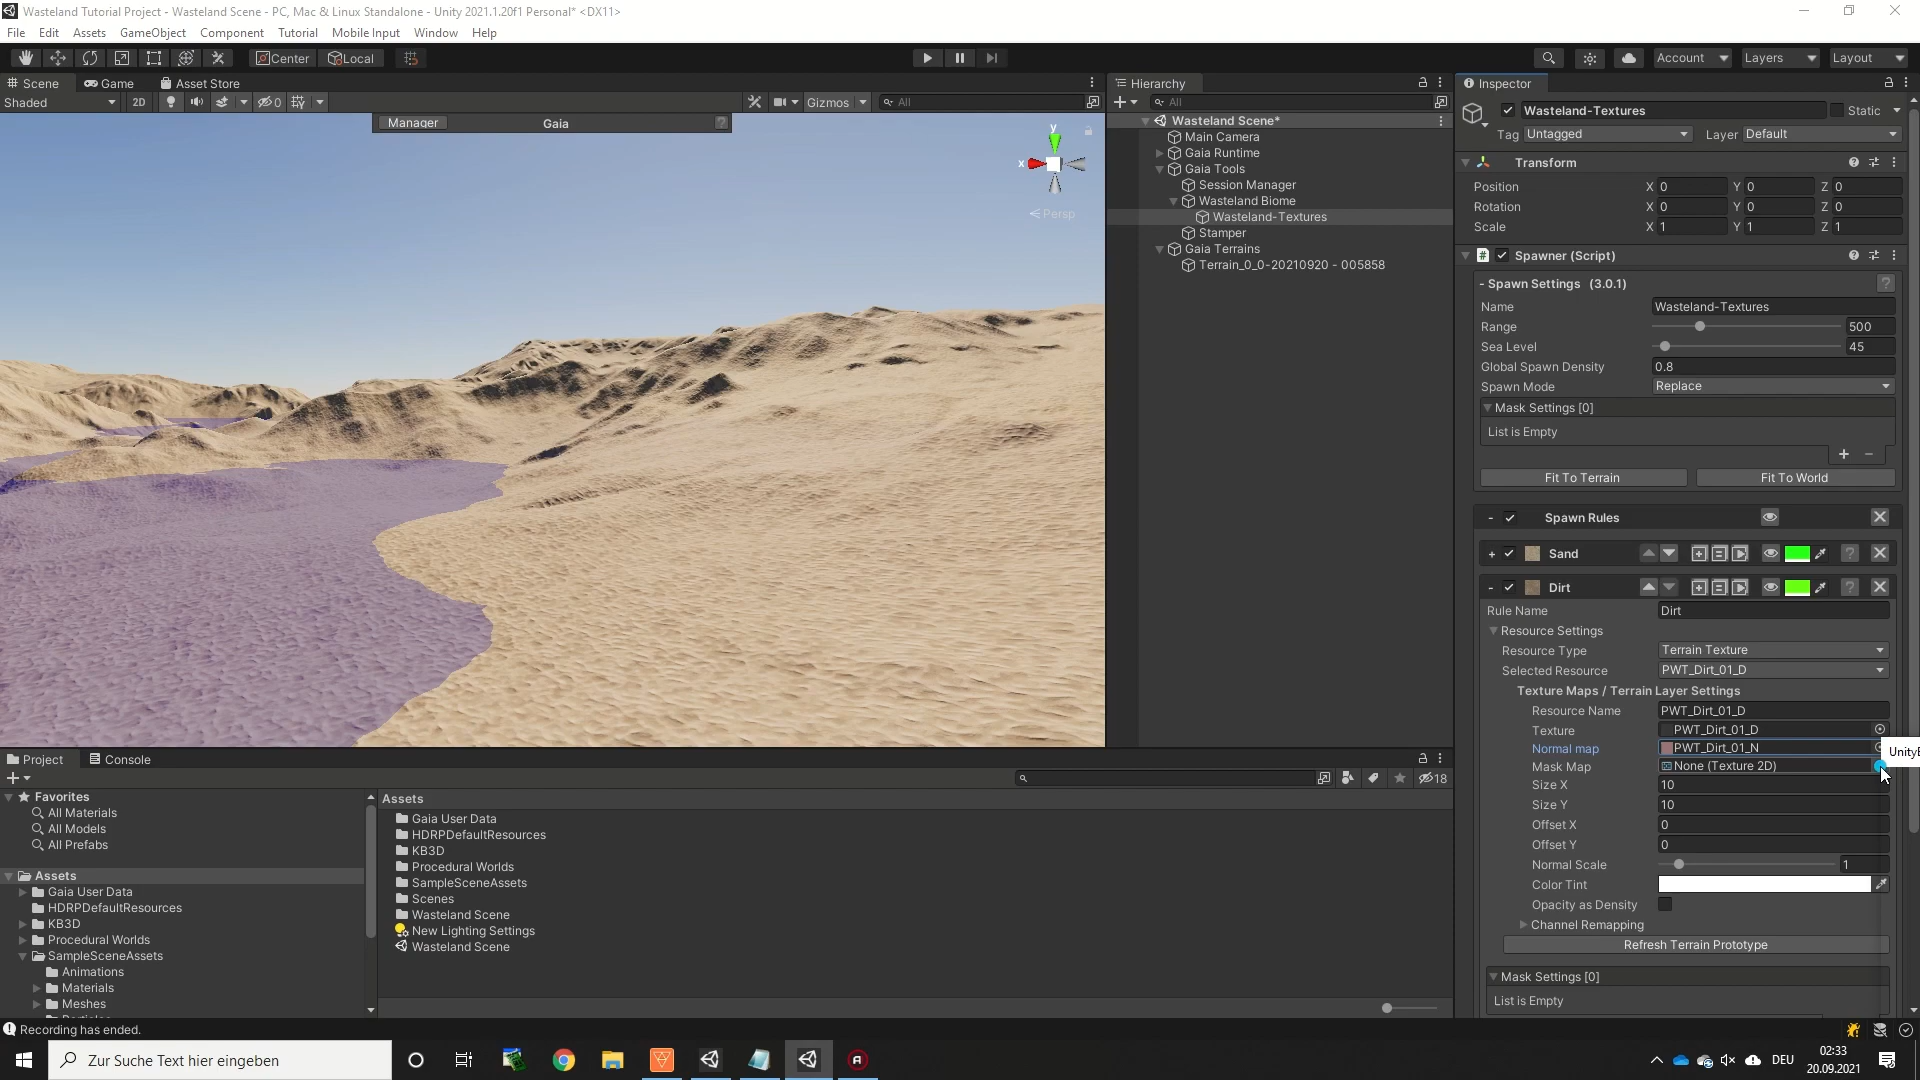 Wasteland Tutorial Project - Wasteland Scene - PC, Mac & Linux Standalone - Unity 2021.1.20f1 Personal* <DX11>
File Edit Assets GameObject Component Tutorial Mobile Input Window Help
Center Local Account Layers Layout
Scene Game Asset Store
Shaded 2D 0 Gizmos All
Manager Gaia ?
y
x
Persp
Hierarchy
All
Wasteland Scene*
Main Camera
Gaia Runtime
Gaia Tools
Session Manager
Wasteland Biome
Wasteland-Textures
Stamper
Gaia Terrains
Terrain_0_0-20210920 - 005858
Inspector
Wasteland-Textures Static
Tag Untagged Layer Default
Transform
Position X 0 Y 0 Z 0
Rotation X 0 Y 0 Z 0
Scale X 1 Y 1 Z 1
# Spawner (Script)
- Spawn Settings (3.0.1) ?
Name Wasteland-Textures
Range 500
Sea Level 45
Global Spawn Density 0.8
Spawn Mode Replace
Mask Settings [0]
List is Empty
+ -
Fit To Terrain Fit To World
- Spawn Rules
+ Sand ?
- Dirt ?
Rule Name Dirt
Resource Settings
Resource Type Terrain Texture
Selected Resource PWT_Dirt_01_D
Texture Maps / Terrain Layer Settings
Resource Name PWT_Dirt_01_D
Texture PWT_Dirt_01_D
Normal map PWT_Dirt_01_N
Mask Map None (Texture 2D)
Size X 10
Size Y 10
Offset X 0
Offset Y 0
Normal Scale 1
Color Tint
Opacity as Density
Channel Remapping
Refresh Terrain Prototype
Mask Settings [0]
List is Empty
Project Console
18
Favorites
All Materials
All Models
All Prefabs
Assets
Gaia User Data
HDRPDefaultResources
KB3D
Procedural Worlds
SampleSceneAssets
Animations
Materials
Meshes
Assets
Gaia User Data
HDRPDefaultResources
KB3D
Procedural Worlds
SampleSceneAssets
Scenes
Wasteland Scene
New Lighting Settings
Wasteland Scene
Recording has ended.
Zur Suche Text hier eingeben
DEU
02:33
20.09.2021